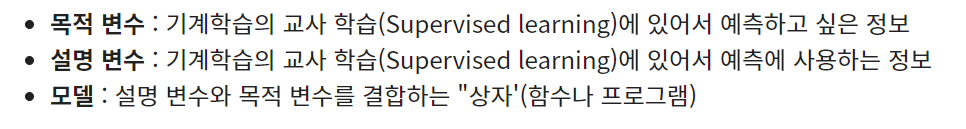 • 목적 변수 : 기계학습의 교사 학습(Supervised learning)에 있어서 예측하고 싶은 정보
• 설명 변수 : 기계학습의 교사 학습(Supervised learning)에 있어서 예측에 사용하는 정보
• 모델 : 설명 변수와 목적 변수를 결합하는 "상자'(함수나 프로그램)